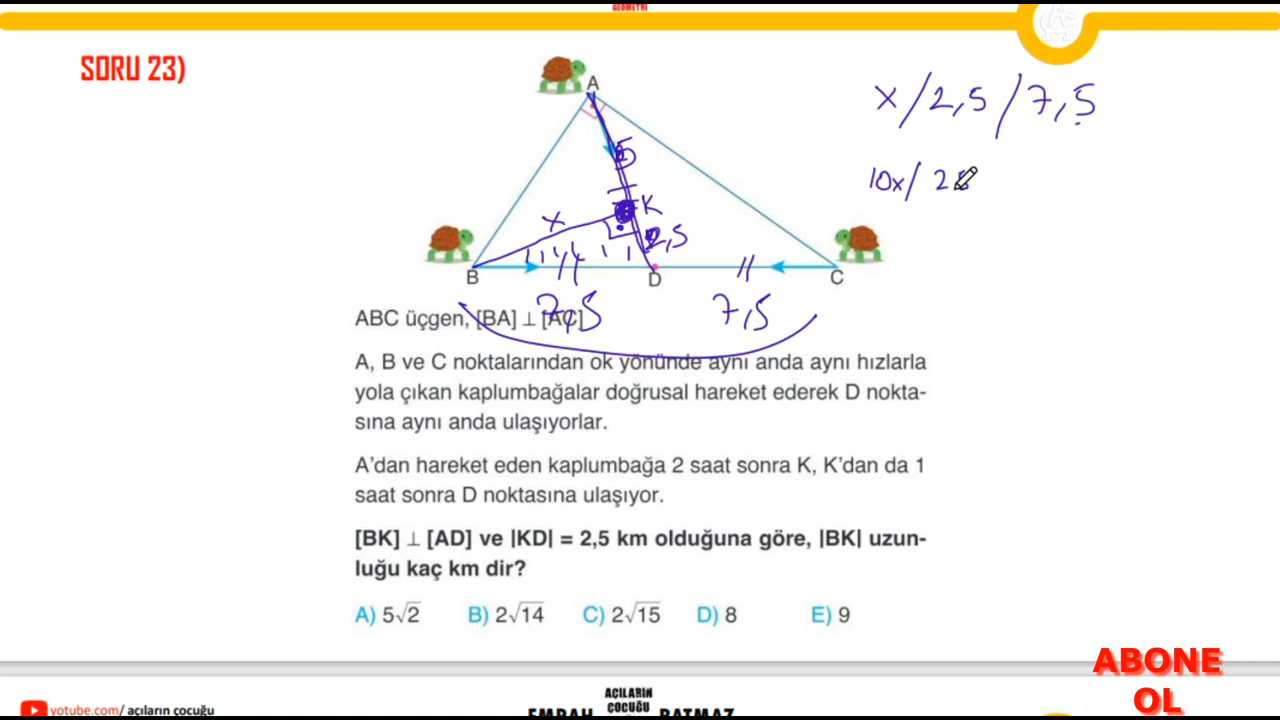 GEOMETRİ
SORU 23)
A
x/2,5/7,5
5
10x/ 2
K
x
2,5
B
D
C
7,5
7,5
ABC üçgen, [BA] ⊥ [AC]
A, B ve C noktalarından ok yönünde aynı anda aynı hızlarla
yola çıkan kaplumbağalar doğrusal hareket ederek D nokta-
sına aynı anda ulaşıyorlar.
A'dan hareket eden kaplumbağa 2 saat sonra K, K'dan da 1
saat sonra D noktasına ulaşıyor.
[BK] ⊥ [AD] ve |KD| = 2,5 km olduğuna göre, |BK| uzun-
luğu kaç km dir?
A) 5√2 B) 2√14 C) 2√15 D) 8 E) 9
ABONE
OL
AÇILARIN
ÇOCUĞU
yotube.com/ açıların çocuğu
EMRAH BATMAZ